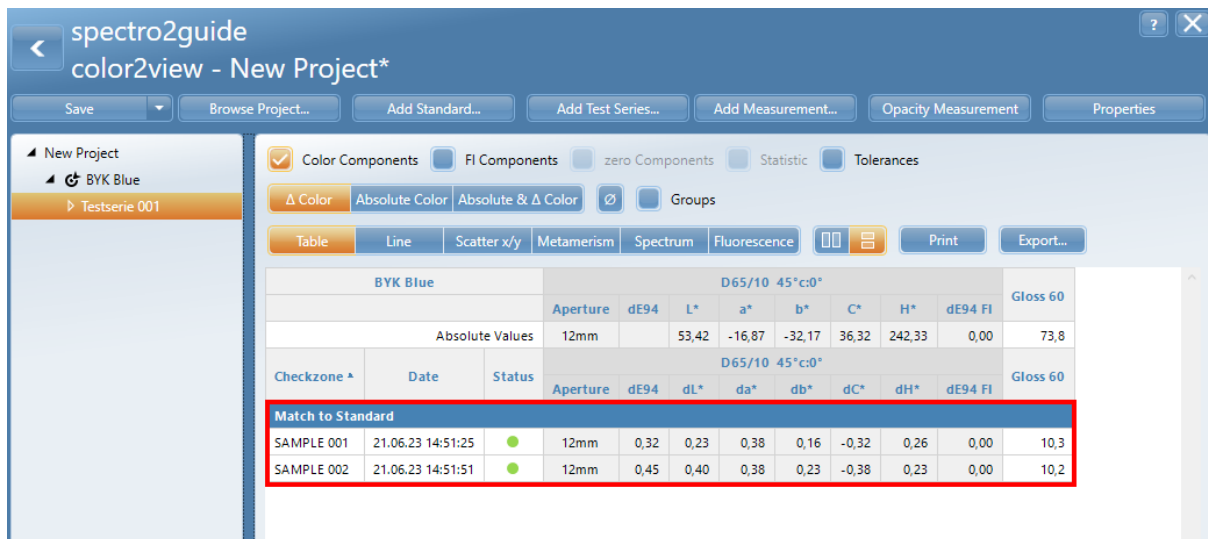 spectro2guide
color2view - New Project*
?
Save Browse Project... Add Standard... Add Test Series... Add Measurement... Opacity Measurement Properties
New Project
BYK Blue
Testserie 001
Color Components FI Components zero Components Statistic Tolerances
Δ Color Absolute Color Absolute & Δ Color Ø Groups
Table Line Scatter x/y Metamerism Spectrum Fluorescence Print Export...
BYK Blue D65/10 45°c:0° Gloss 60
Aperture dE94 L* a* b* C* H* dE94 FI
Absolute Values 12mm 53,42 -16,87 -32,17 36,32 242,33 0,00 73,8
Checkzone Date Status D65/10 45°c:0° Gloss 60
Aperture dE94 dL* da* db* dC* dH* dE94 FI
Match to Standard
SAMPLE 001 21.06.23 14:51:25 12mm 0,32 0,23 0,38 0,16 -0,32 0,26 0,00 10,3
SAMPLE 002 21.06.23 14:51:51 12mm 0,45 0,40 0,38 0,23 -0,38 0,23 0,00 10,2